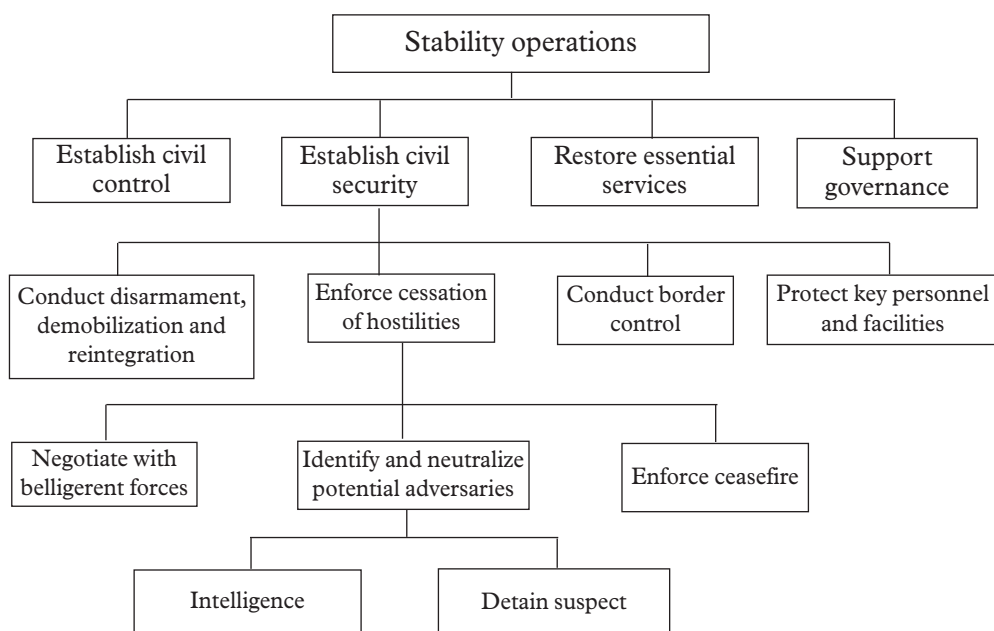 Stability operations
Establish civil
control
Establish civil
security
Restore essential
services
Support
governance
Conduct disarmament,
demobilization and
reintegration
Enforce cessation
of hostilities
Conduct border
control
Protect key personnel
and facilities
Negotiate with
belligerent forces
Identify and neutralize
potential adversaries
Enforce ceasefire
Intelligence
Detain suspect